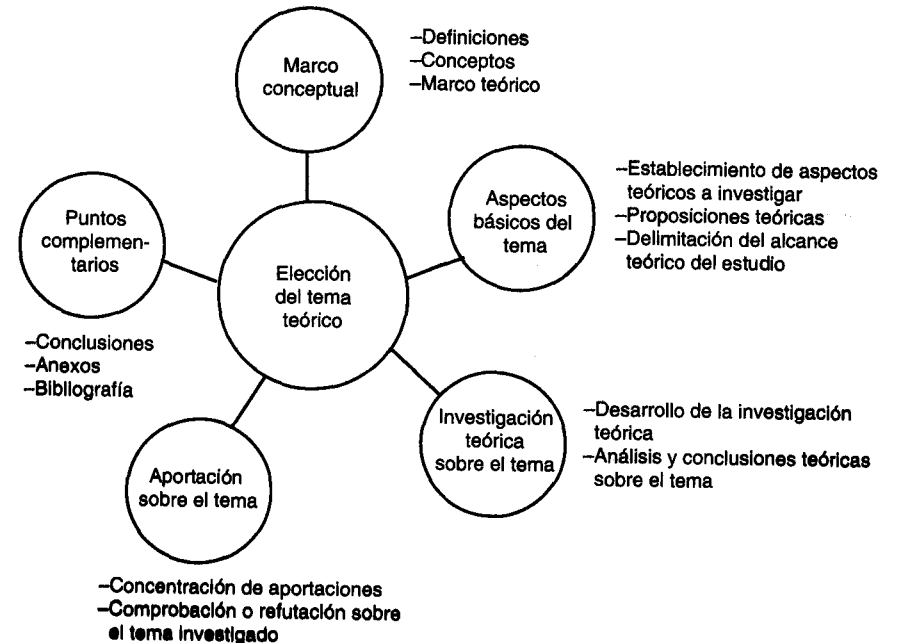 Marco
conceptual
–Definiciones
–Conceptos
–Marco teórico
Aspectos
básicos del
tema
–Establecimiento de aspectos
teóricos a investigar
–Proposiciones teóricas
–Delimitación del alcance
teórico del estudio
Puntos
complemen-
tarios
–Conclusiones
–Anexos
–Bibliografía
Elección
del tema
teórico
Investigación
teórica
sobre el tema
–Desarrollo de la investigación
teórica
–Análisis y conclusiones teóricas
sobre el tema
Aportación
sobre el tema
–Concentración de aportaciones
–Comprobación o refutación sobre
el tema investigado